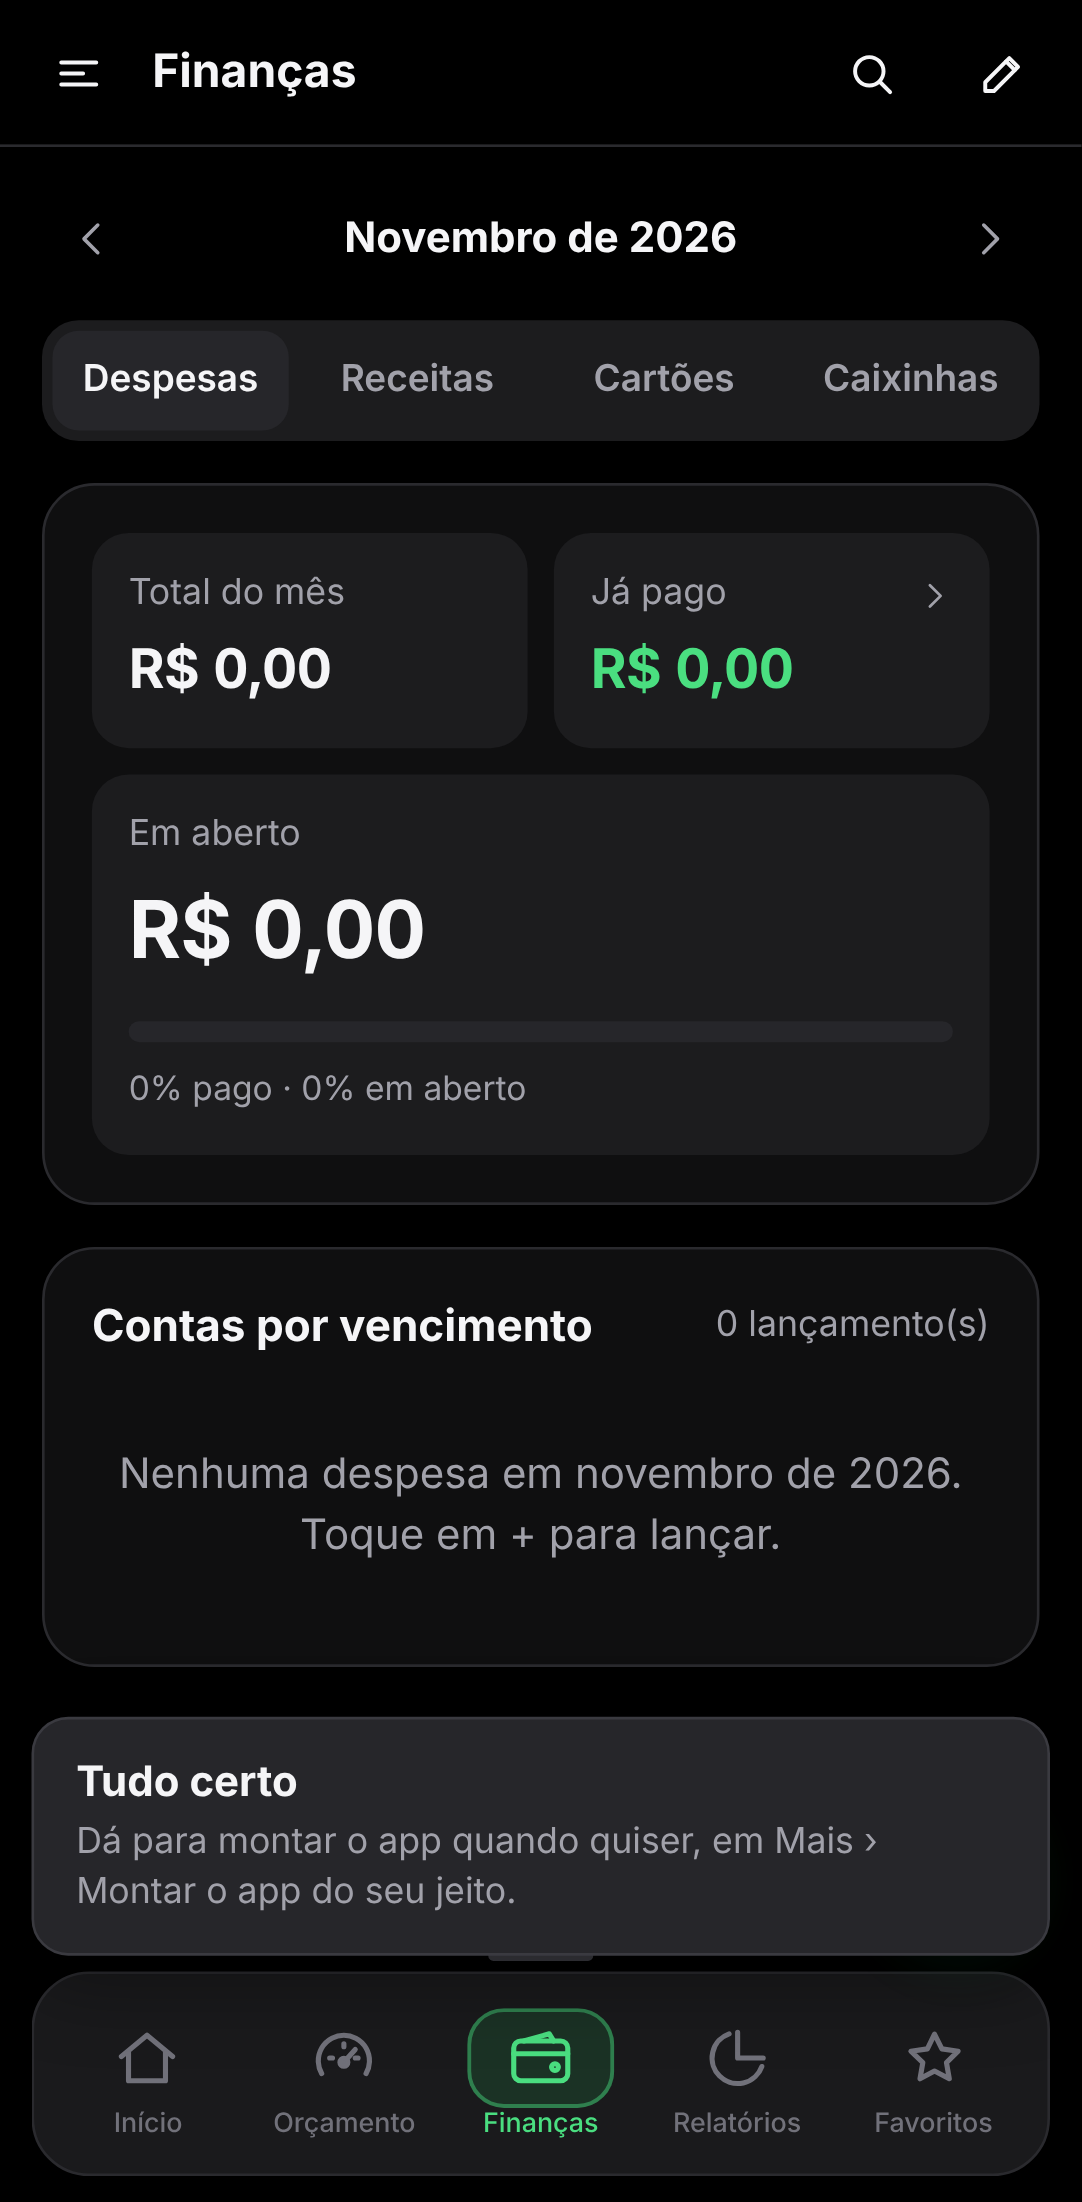 Finanças
Novembro de 2026
Despesas Receitas Cartões Caixinhas
Total do mês
R$ 0,00
Já pago
R$ 0,00
Em aberto
R$ 0,00
0% pago · 0% em aberto
Contas por vencimento 0 lançamento(s)
Nenhuma despesa em novembro de 2026.
Toque em + para lançar.
Tudo certo
Dá para montar o app quando quiser, em Mais ›
Montar o app do seu jeito.
Início Orçamento Finanças Relatórios Favoritos